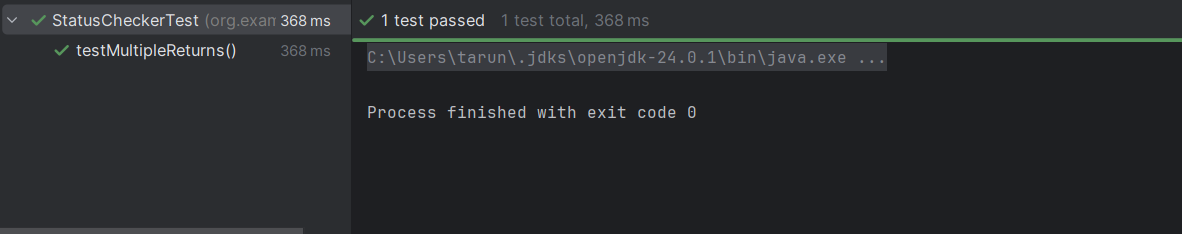 StatusCheckerTest (org.exam 368 ms
testMultipleReturns() 368 ms
1 test passed 1 test total, 368 ms
C:\Users\tarun\.jdks\openjdk-24.0.1\bin\java.exe ...
Process finished with exit code 0